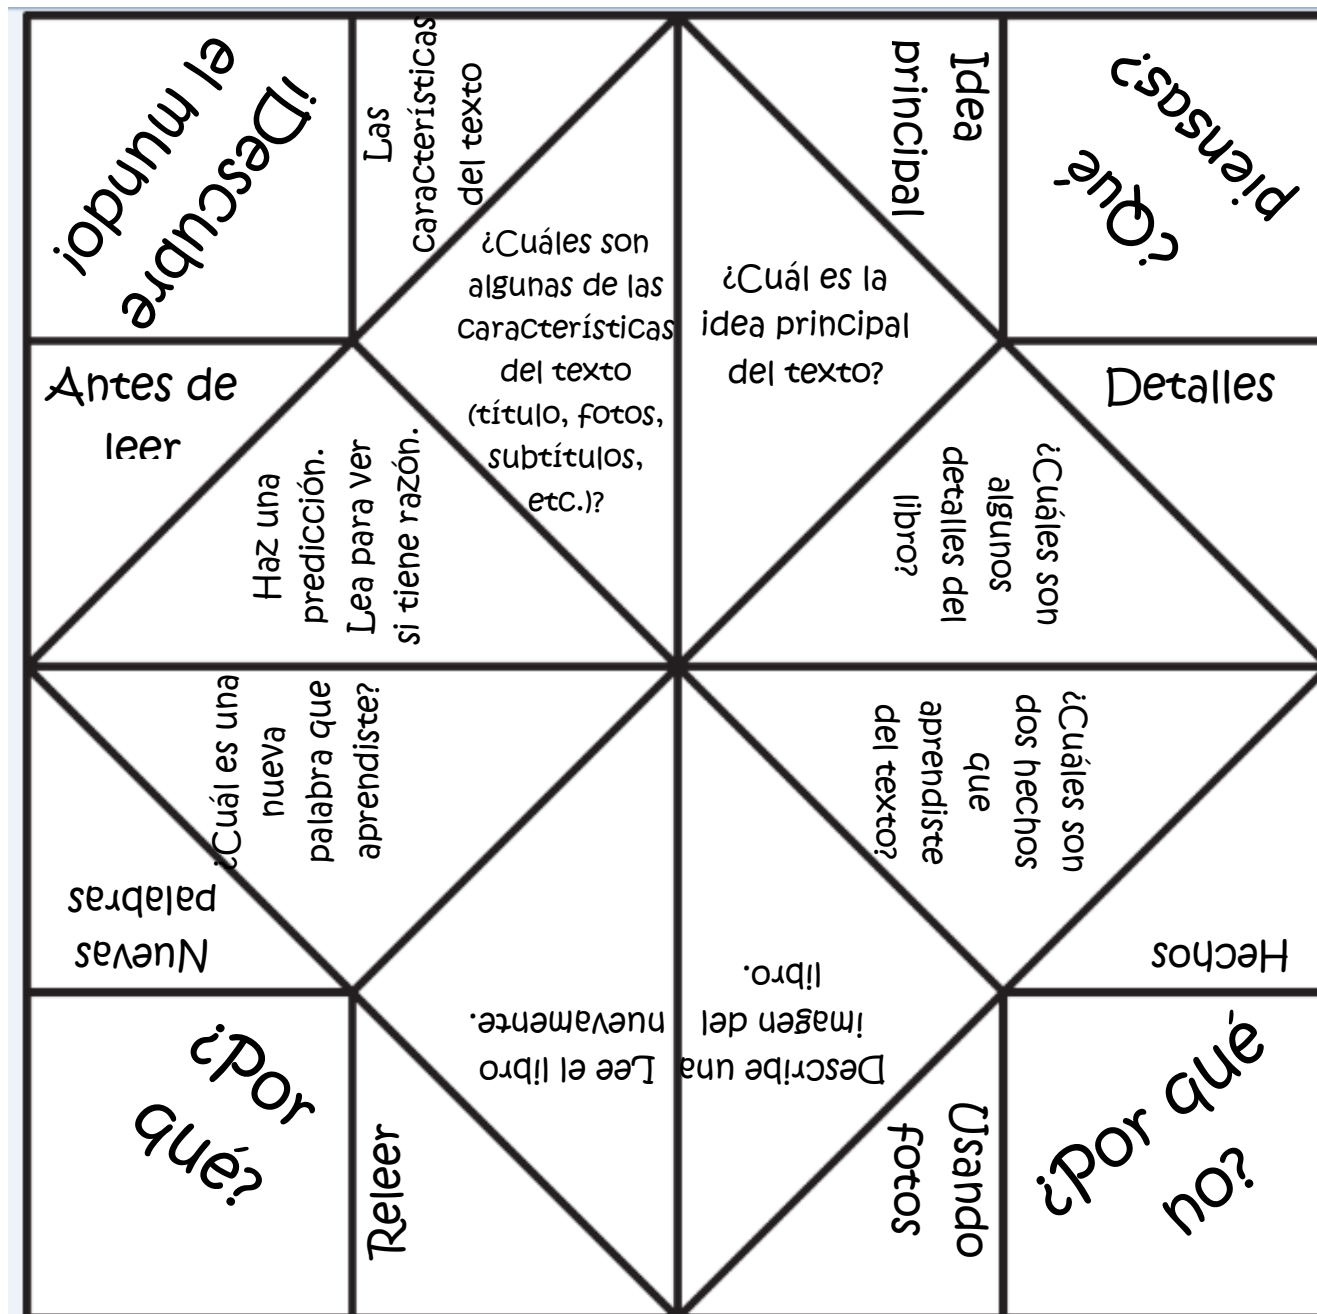 ¡Descubre
el mundo!
Las
características
del texto
Idea
principal
¿Qué
piensas?
¿Cuáles son
algunas de las
características
del texto
(título, fotos,
subtítulos,
etc.)?
¿Cuál es la
idea principal
del texto?
Antes de
leer
Haz una
predicción.
Lea para ver
si tiene razón.
Detalles
¿Cuáles son
algunos
detalles del
libro?
¿Cuál es una
nueva
palabra que
aprendiste?
Nuevas
palabras
¿Cuáles son
dos hechos
que
aprendiste
del texto?
Hechos
Lee el libro
nuevamente.
Describe una
imagen del
libro.
¿Por
qué?
Releer
Usando
fotos
¿Por qué
no?